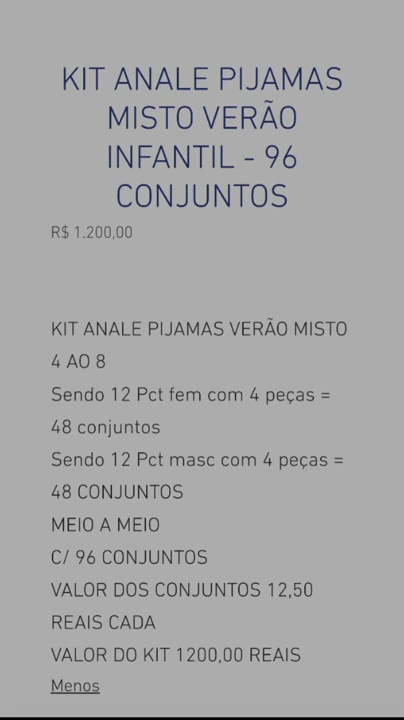 KIT ANALE PIJAMAS
MISTO VERÃO
INFANTIL - 96
CONJUNTOS
R$ 1.200,00
KIT ANALE PIJAMAS VERÃO MISTO
4 AO 8
Sendo 12 Pct fem com 4 peças =
48 conjuntos
Sendo 12 Pct masc com 4 peças =
48 CONJUNTOS
MEIO A MEIO
C/ 96 CONJUNTOS
VALOR DOS CONJUNTOS 12,50
REAIS CADA
VALOR DO KIT 1200,00 REAIS
Menos